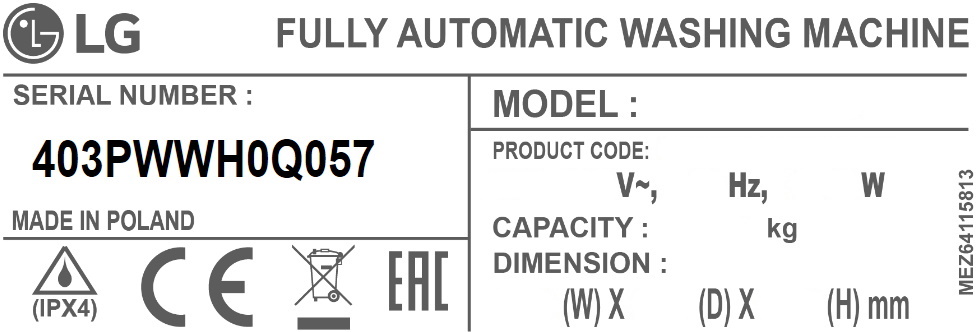 LG
FULLY AUTOMATIC WASHING MACHINE
SERIAL NUMBER :
403PWWH0Q057
MADE IN POLAND
(IPX4)
CE
EAC
MODEL :
PRODUCT CODE:
V~, Hz, W
CAPACITY : kg
DIMENSION :
(W) X (D) X (H) mm
MEZ64115813